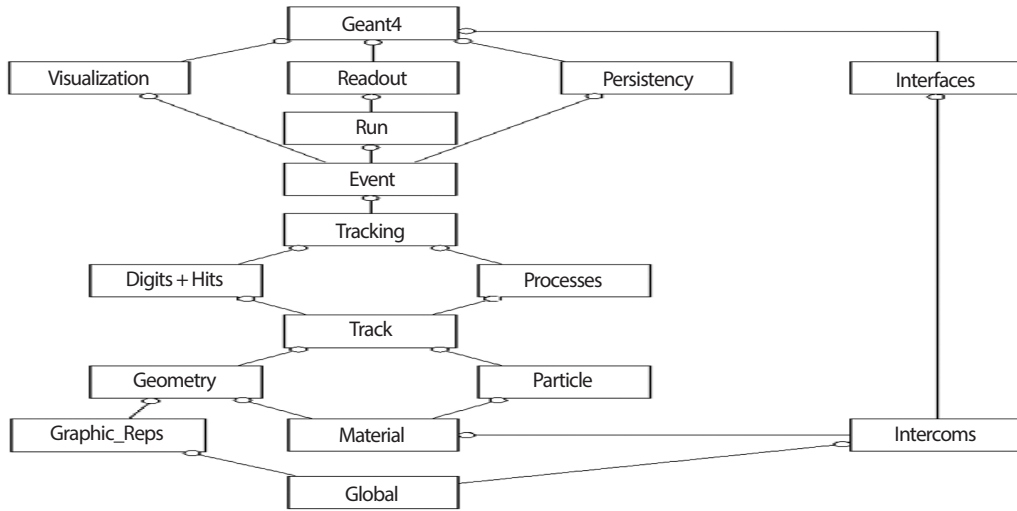 Geant4
Visualization
Readout
Persistency
Interfaces
Run
Event
Tracking
Digits + Hits
Processes
Track
Geometry
Particle
Graphic_Reps
Material
Intercoms
Global